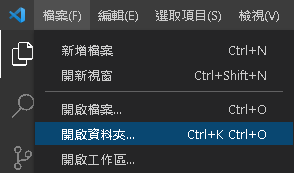 檔案(F) 編輯(E) 選取項目(S) 檢視(V)
新增檔案 Ctrl+N
開新視窗 Ctrl+Shift+N
開啟檔案... Ctrl+O
開啟資料夾... Ctrl+K Ctrl+O
開啟工作區...